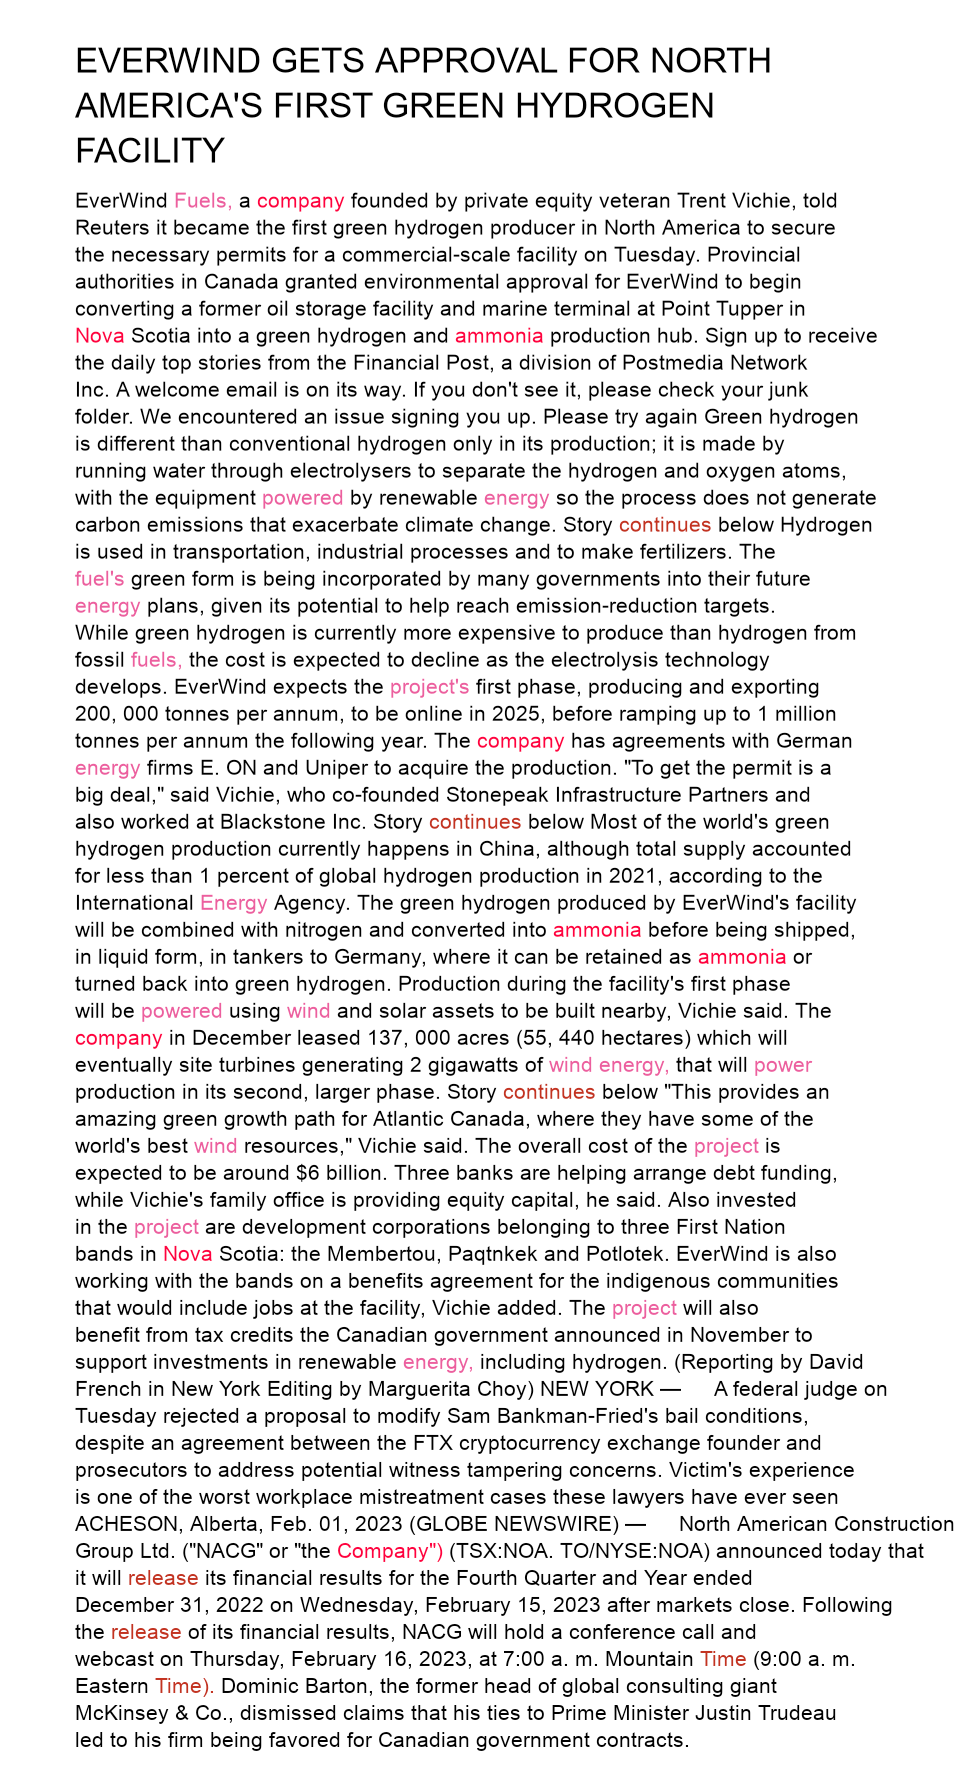 EVERWIND GETS APPROVAL FOR NORTH
AMERICA'S FIRST GREEN HYDROGEN
FACILITY
EverWind Fuels, a company founded by private equity veteran Trent Vichie, told
Reuters it became the first green hydrogen producer in North America to secure
the necessary permits for a commercial-scale facility on Tuesday. Provincial
authorities in Canada granted environmental approval for EverWind to begin
converting a former oil storage facility and marine terminal at Point Tupper in
Nova Scotia into a green hydrogen and ammonia production hub. Sign up to receive
the daily top stories from the Financial Post, a division of Postmedia Network
Inc. A welcome email is on its way. If you don't see it, please check your junk
folder. We encountered an issue signing you up. Please try again Green hydrogen
is different than conventional hydrogen only in its production; it is made by
running water through electrolysers to separate the hydrogen and oxygen atoms,
with the equipment powered by renewable energy so the process does not generate
carbon emissions that exacerbate climate change. Story continues below Hydrogen
is used in transportation, industrial processes and to make fertilizers. The
fuel's green form is being incorporated by many governments into their future
energy plans, given its potential to help reach emission-reduction targets.
While green hydrogen is currently more expensive to produce than hydrogen from
fossil fuels, the cost is expected to decline as the electrolysis technology
develops. EverWind expects the project's first phase, producing and exporting
200, 000 tonnes per annum, to be online in 2025, before ramping up to 1 million
tonnes per annum the following year. The company has agreements with German
energy firms E. ON and Uniper to acquire the production. "To get the permit is a
big deal," said Vichie, who co-founded Stonepeak Infrastructure Partners and
also worked at Blackstone Inc. Story continues below Most of the world's green
hydrogen production currently happens in China, although total supply accounted
for less than 1 percent of global hydrogen production in 2021, according to the
International Energy Agency. The green hydrogen produced by EverWind's facility
will be combined with nitrogen and converted into ammonia before being shipped,
in liquid form, in tankers to Germany, where it can be retained as ammonia or
turned back into green hydrogen. Production during the facility's first phase
will be powered using wind and solar assets to be built nearby, Vichie said. The
company in December leased 137, 000 acres (55, 440 hectares) which will
eventually site turbines generating 2 gigawatts of wind energy, that will power
production in its second, larger phase. Story continues below "This provides an
amazing green growth path for Atlantic Canada, where they have some of the
world's best wind resources," Vichie said. The overall cost of the project is
expected to be around $6 billion. Three banks are helping arrange debt funding,
while Vichie's family office is providing equity capital, he said. Also invested
in the project are development corporations belonging to three First Nation
bands in Nova Scotia: the Membertou, Paqtnkek and Potlotek. EverWind is also
working with the bands on a benefits agreement for the indigenous communities
that would include jobs at the facility, Vichie added. The project will also
benefit from tax credits the Canadian government announced in November to
support investments in renewable energy, including hydrogen. (Reporting by David
French in New York Editing by Marguerita Choy) NEW YORK — A federal judge on
Tuesday rejected a proposal to modify Sam Bankman-Fried's bail conditions,
despite an agreement between the FTX cryptocurrency exchange founder and
prosecutors to address potential witness tampering concerns. Victim's experience
is one of the worst workplace mistreatment cases these lawyers have ever seen
ACHESON, Alberta, Feb. 01, 2023 (GLOBE NEWSWIRE) — North American Construction
Group Ltd. ("NACG" or "the Company") (TSX:NOA. TO/NYSE:NOA) announced today that
it will release its financial results for the Fourth Quarter and Year ended
December 31, 2022 on Wednesday, February 15, 2023 after markets close. Following
the release of its financial results, NACG will hold a conference call and
webcast on Thursday, February 16, 2023, at 7:00 a. m. Mountain Time (9:00 a. m.
Eastern Time). Dominic Barton, the former head of global consulting giant
McKinsey & Co., dismissed claims that his ties to Prime Minister Justin Trudeau
led to his firm being favored for Canadian government contracts.